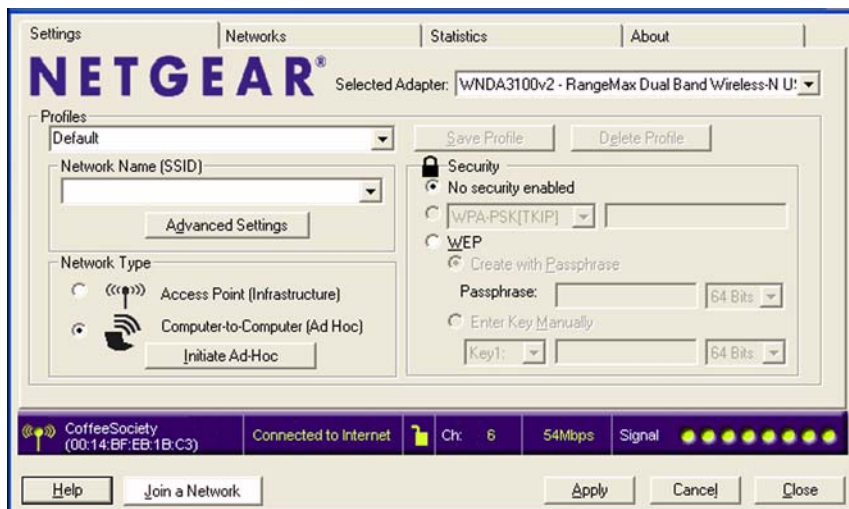 Settings
Networks
Statistics
About
NETGEAR®
Selected Adapter: WNDA3100v2 - RangeMax Dual Band Wireless-N U
Profiles
Default
Save Profile
Delete Profile
Network Name (SSID)
Advanced Settings
Security
No security enabled
WPA-PSK[TKIP]
WEP
Create with Passphrase
Passphrase:
64 Bits
Enter Key Manually
Key1:
64 Bits
Network Type
Access Point (Infrastructure)
Computer-to-Computer (Ad Hoc)
Initiate Ad-Hoc
CoffeeSociety
(00:14:BF:EB:1B:C3)
Connected to Internet
Ch: 6
54Mbps
Signal
Help
Join a Network
Apply
Cancel
Close